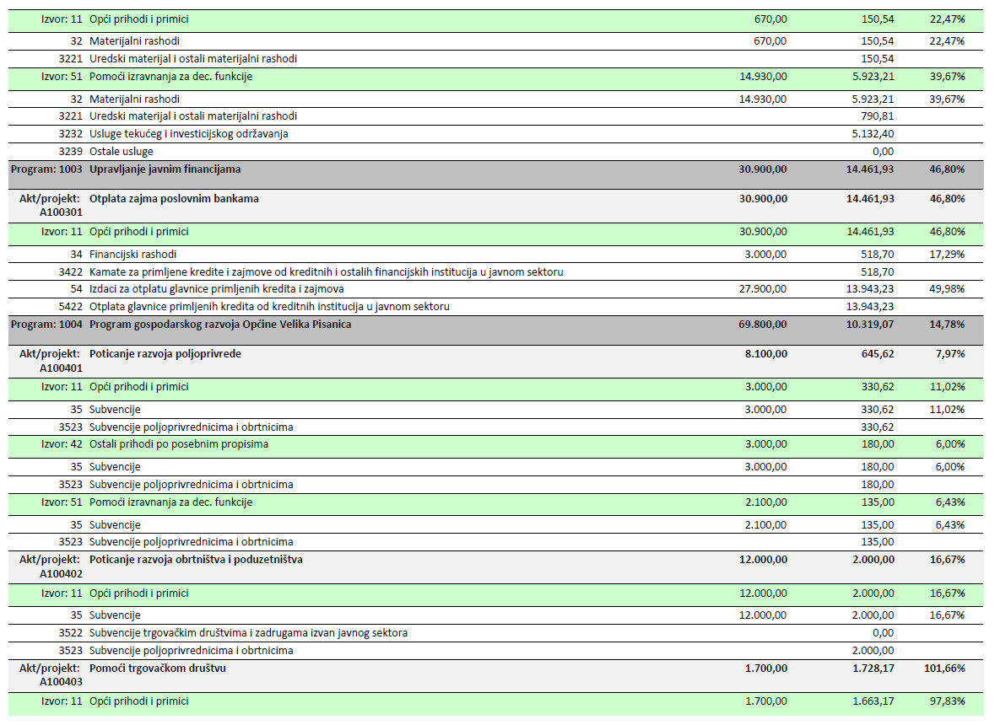 Izvor: 11 Opći prihodi i primici 670,00 150,54 22,47%
32 Materijalni rashodi 670,00 150,54 22,47%
3221 Uredski materijal i ostali materijalni rashodi 150,54
Izvor: 51 Pomoći izravnanja za dec. funkcije 14.930,00 5.923,21 39,67%
32 Materijalni rashodi 14.930,00 5.923,21 39,67%
3221 Uredski materijal i ostali materijalni rashodi 790,81
3232 Usluge tekućeg i investicijskog održavanja 5.132,40
3239 Ostale usluge 0,00
Program: 1003 Upravljanje javnim financijama 30.900,00 14.461,93 46,80%
Akt/projekt: Otplata zajma poslovnim bankama 30.900,00 14.461,93 46,80%
A100301
Izvor: 11 Opći prihodi i primici 30.900,00 14.461,93 46,80%
34 Financijski rashodi 3.000,00 518,70 17,29%
3422 Kamate za primljene kredite i zajmove od kreditnih i ostalih financijskih institucija u javnom sektoru 518,70
54 Izdaci za otplatu glavnice primljenih kredita i zajmova 27.900,00 13.943,23 49,98%
5422 Otplata glavnice primljenih kredita od kreditnih institucija u javnom sektoru 13.943,23
Program: 1004 Program gospodarskog razvoja Općine Velika Pisanica 69.800,00 10.319,07 14,78%
Akt/projekt: Poticanje razvoja poljoprivrede 8.100,00 645,62 7,97%
A100401
Izvor: 11 Opći prihodi i primici 3.000,00 330,62 11,02%
35 Subvencije 3.000,00 330,62 11,02%
3523 Subvencije poljoprivrednicima i obrtnicima 330,62
Izvor: 42 Ostali prihodi po posebnim propisima 3.000,00 180,00 6,00%
35 Subvencije 3.000,00 180,00 6,00%
3523 Subvencije poljoprivrednicima i obrtnicima 180,00
Izvor: 51 Pomoći izravnanja za dec. funkcije 2.100,00 135,00 6,43%
35 Subvencije 2.100,00 135,00 6,43%
3523 Subvencije poljoprivrednicima i obrtnicima 135,00
Akt/projekt: Poticanje razvoja obrtništva i poduzetništva 12.000,00 2.000,00 16,67%
A100402
Izvor: 11 Opći prihodi i primici 12.000,00 2.000,00 16,67%
35 Subvencije 12.000,00 2.000,00 16,67%
3522 Subvencije trgovačkim društvima i zadrugama izvan javnog sektora 0,00
3523 Subvencije poljoprivrednicima i obrtnicima 2.000,00
Akt/projekt: Pomoći trgovačkom društvu 1.700,00 1.728,17 101,66%
A100403
Izvor: 11 Opći prihodi i primici 1.700,00 1.663,17 97,83%